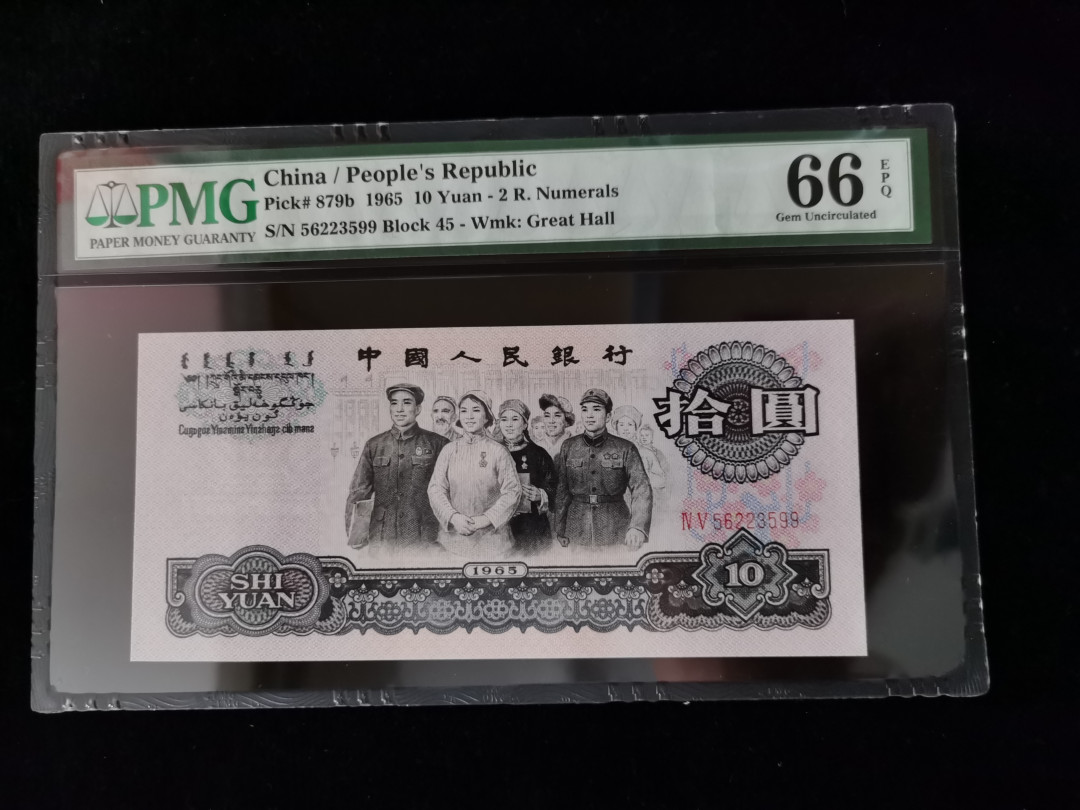 PMG
PAPER MONEY GUARANTY
China / People's Republic
Pick# 879b 1965 10 Yuan - 2 R. Numerals
S/N 56223599 Block 45 - Wmk: Great Hall
66 EPQ
Gem Uncirculated
中國人民銀行
拾圓
ⅣⅤ56223599
1965
SHI
YUAN
10